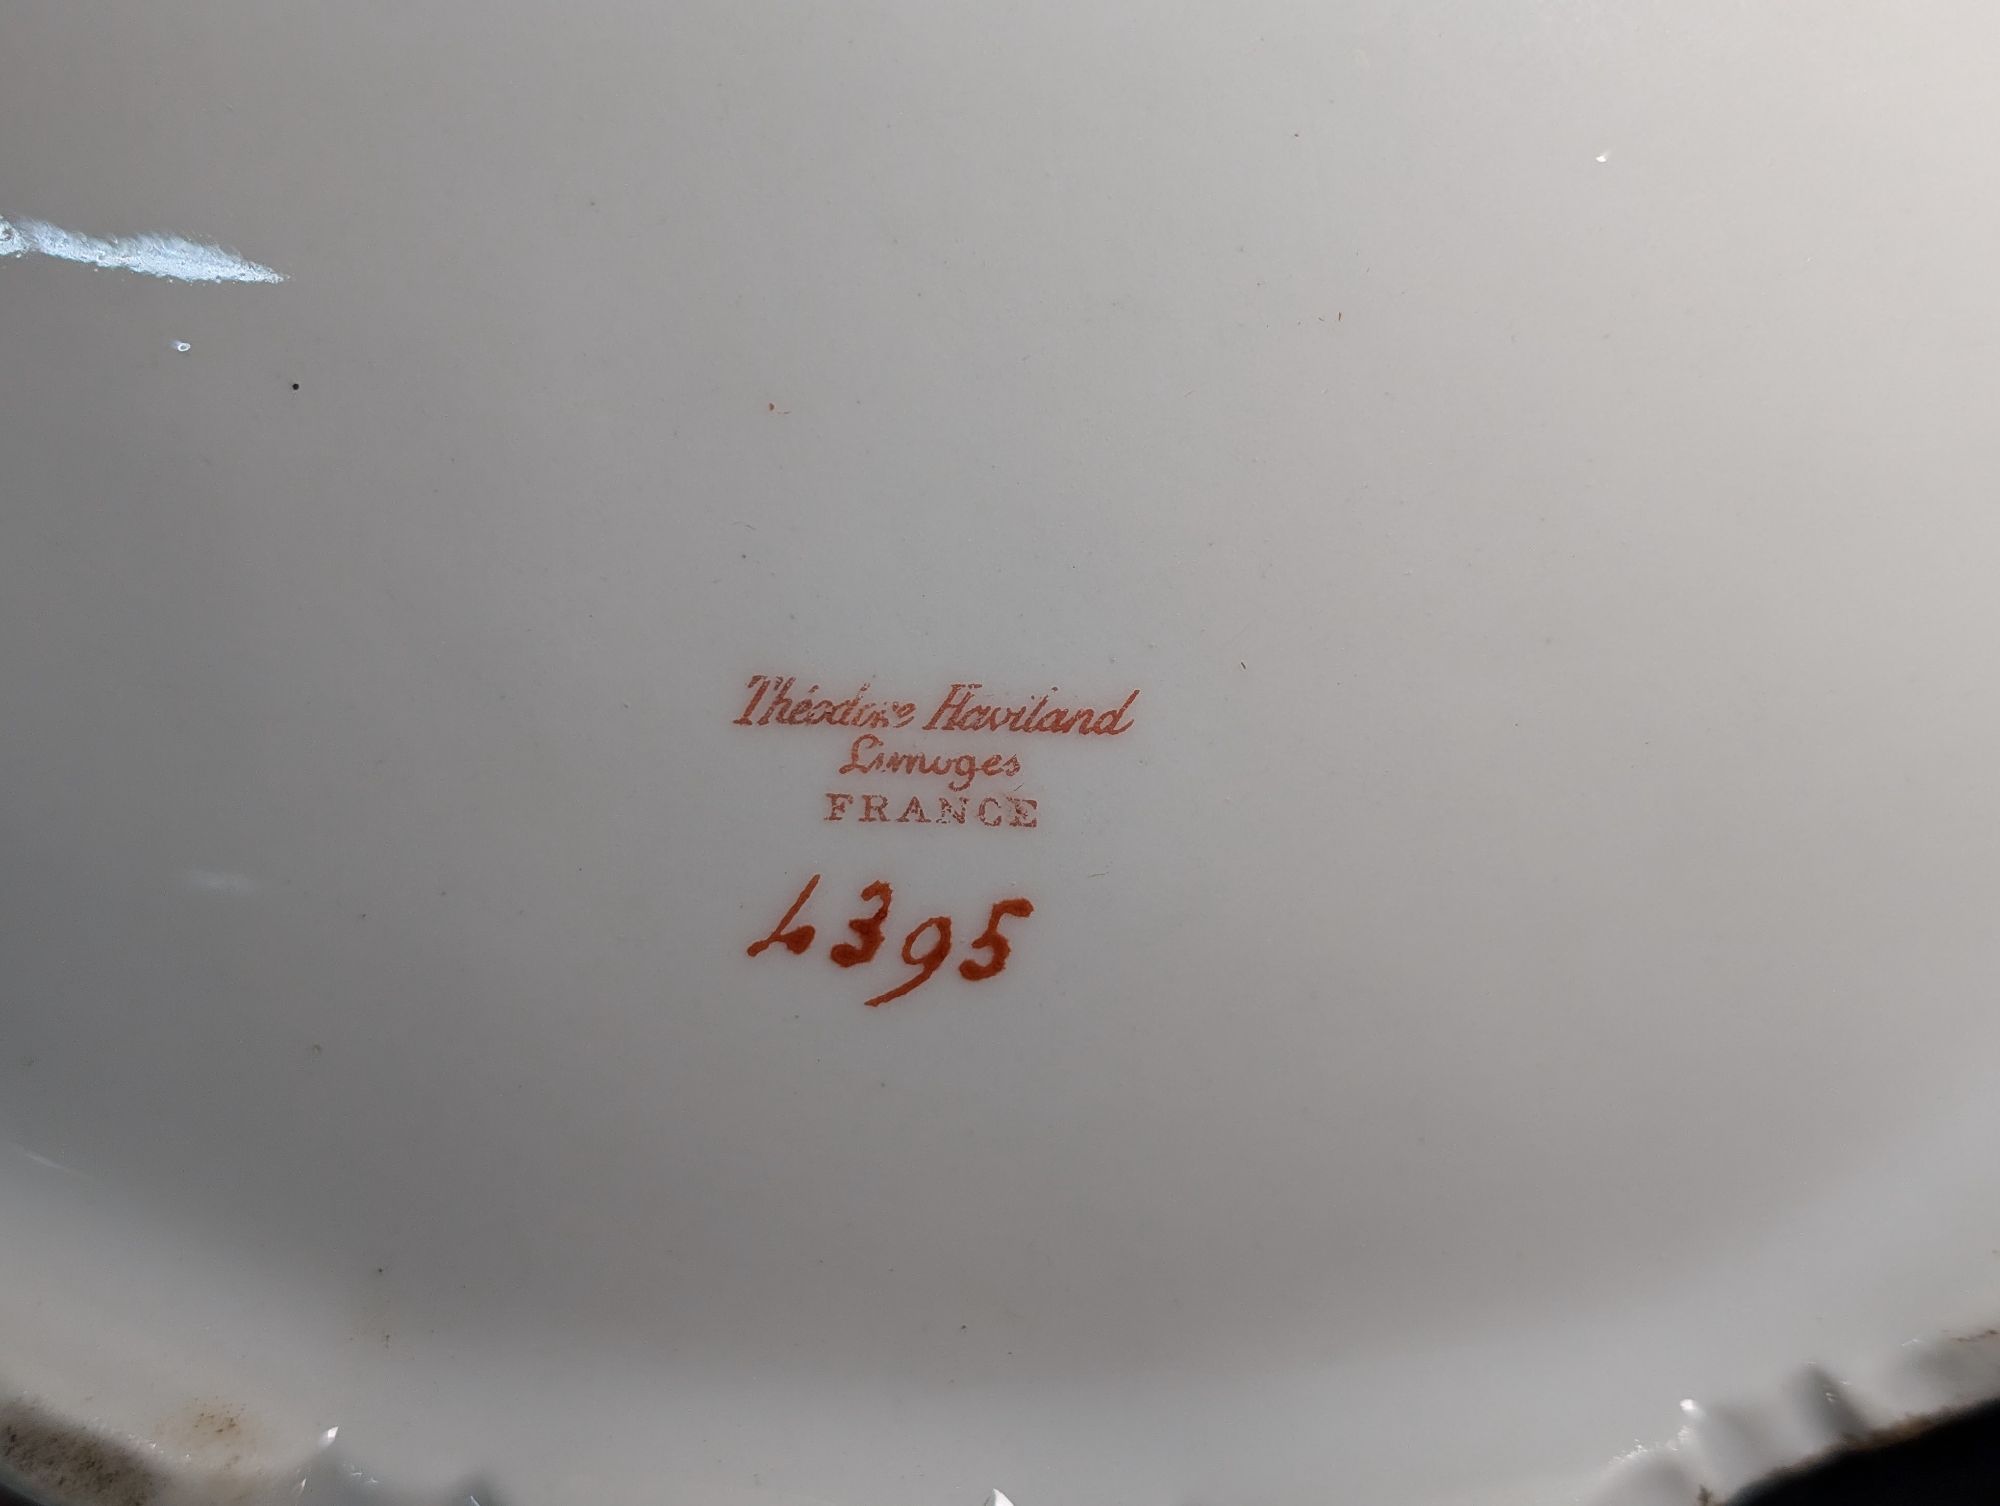 Théodore Haviland
Limoges
FRANCE
4395